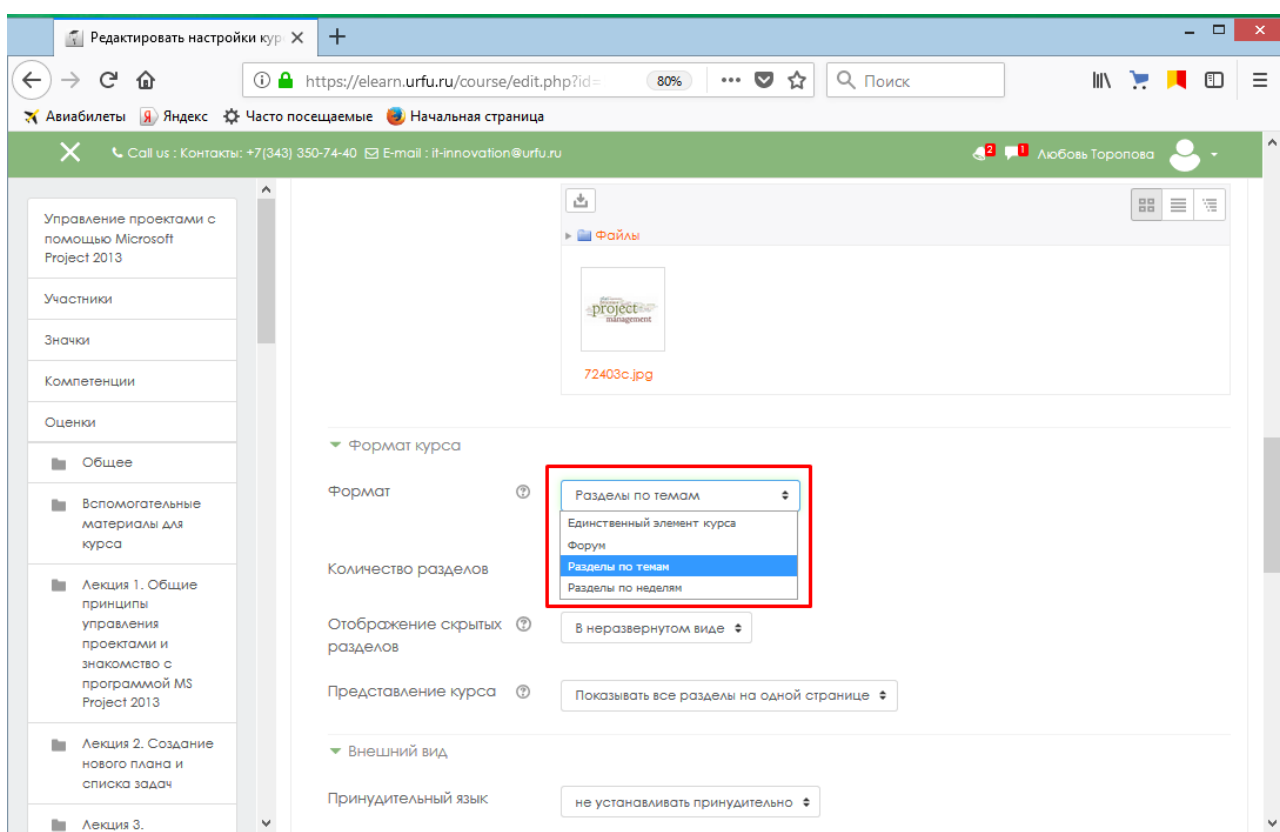 Редактировать настройки кур
https://elearn.urfu.ru/course/edit.php?id=
80%
Поиск
Авиабилеты
Яндекс
Часто посещаемые
Начальная страница
Call us : Контакты: +7(343) 350-74-40
E-mail : it-innovation@urfu.ru
2
1
Любовь Торопова
Управление проектами с
помощью Microsoft
Project 2013
Участники
Значки
Компетенции
Оценки
Общее
Вспомогательные
материалы для
курса
Лекция 1. Общие
принципы
управления
проектами и
знакомство с
программой MS
Project 2013
Лекция 2. Создание
нового плана и
списка задач
Лекция 3.
Файлы
project
management
72403c.jpg
Формат курса
Формат
Разделы по темам
Единственный элемент курса
Форум
Разделы по темам
Разделы по неделям
Количество разделов
Отображение скрытых
разделов
В неразвернутом виде
Представление курса
Показывать все разделы на одной странице
Внешний вид
Принудительный язык
не устанавливать принудительно